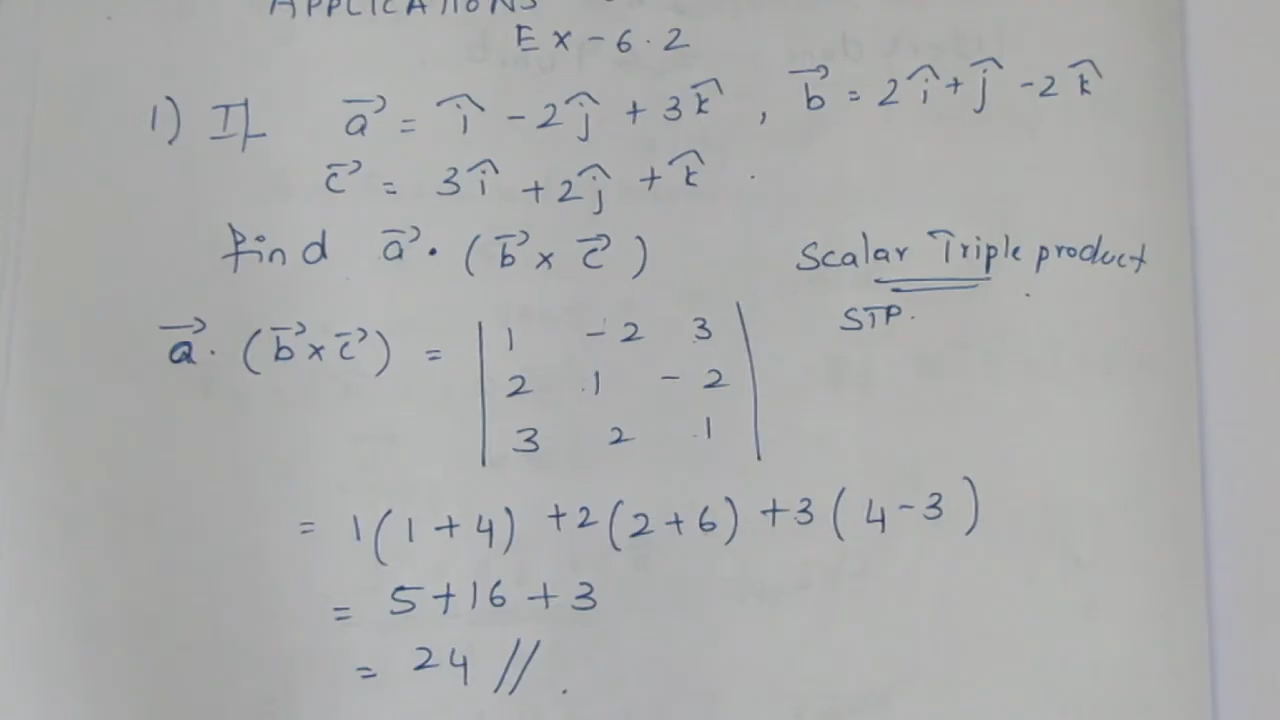 APPLICATIONS
Ex-6.2
1) If a⃗ = î - 2ĵ + 3k̂, b⃗ = 2î + ĵ - 2k̂
c⃗ = 3î + 2ĵ + k̂.
find a⃗ · (b⃗ × c⃗)
Scalar Triple product
STP.
a⃗ · (b⃗ × c⃗) = | 1 -2 3 |
| 2 1 -2 |
| 3 2 1 |
= 1(1+4) +2(2+6) +3(4-3)
= 5+16+3
= 24 //.